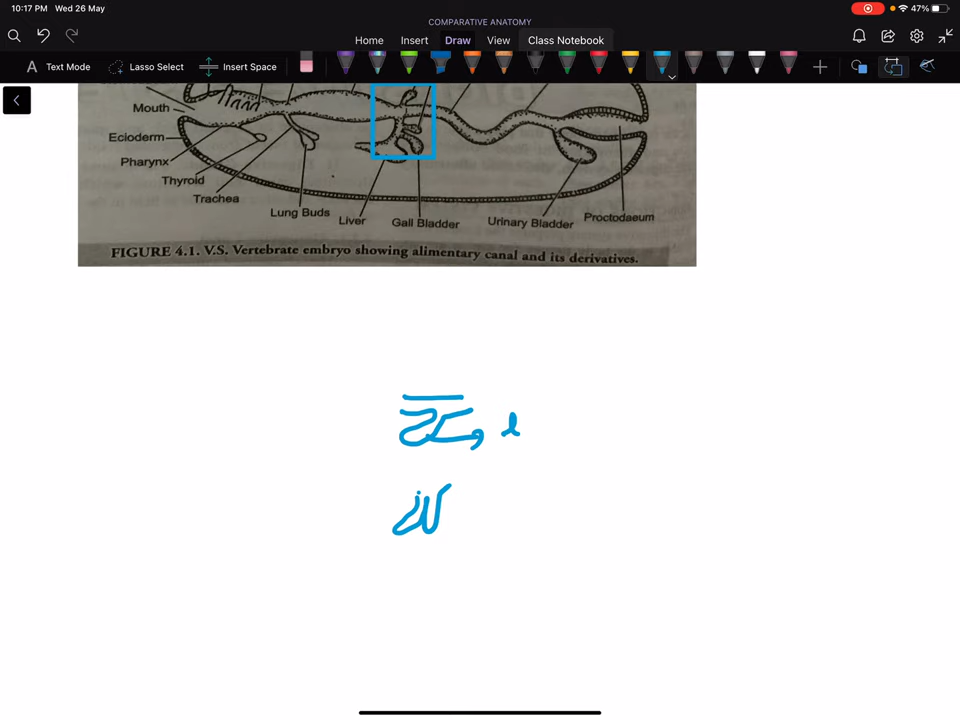 10:17 PM Wed 26 May
47%
COMPARATIVE ANATOMY
Home Insert Draw View Class Notebook
Text Mode Lasso Select Insert Space
Mouth
Ecioderm
Pharynx
Thyroid
Trachea
Lung Buds
Liver
Gall Bladder
Urinary Bladder
Proctodaeum
FIGURE 4.1. V.S. Vertebrate embryo showing alimentary canal and its derivatives.